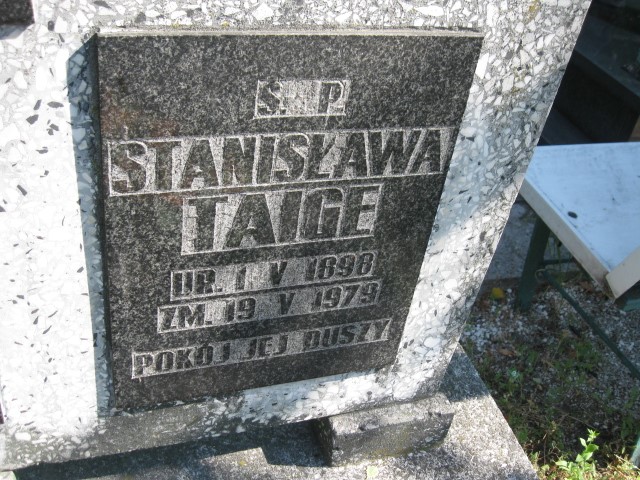 Ś. P.
STANISŁAWA
TAIGE
UR. 1 V 1898
ZM. 19 V 1979
POKÓJ JEJ DUSZY